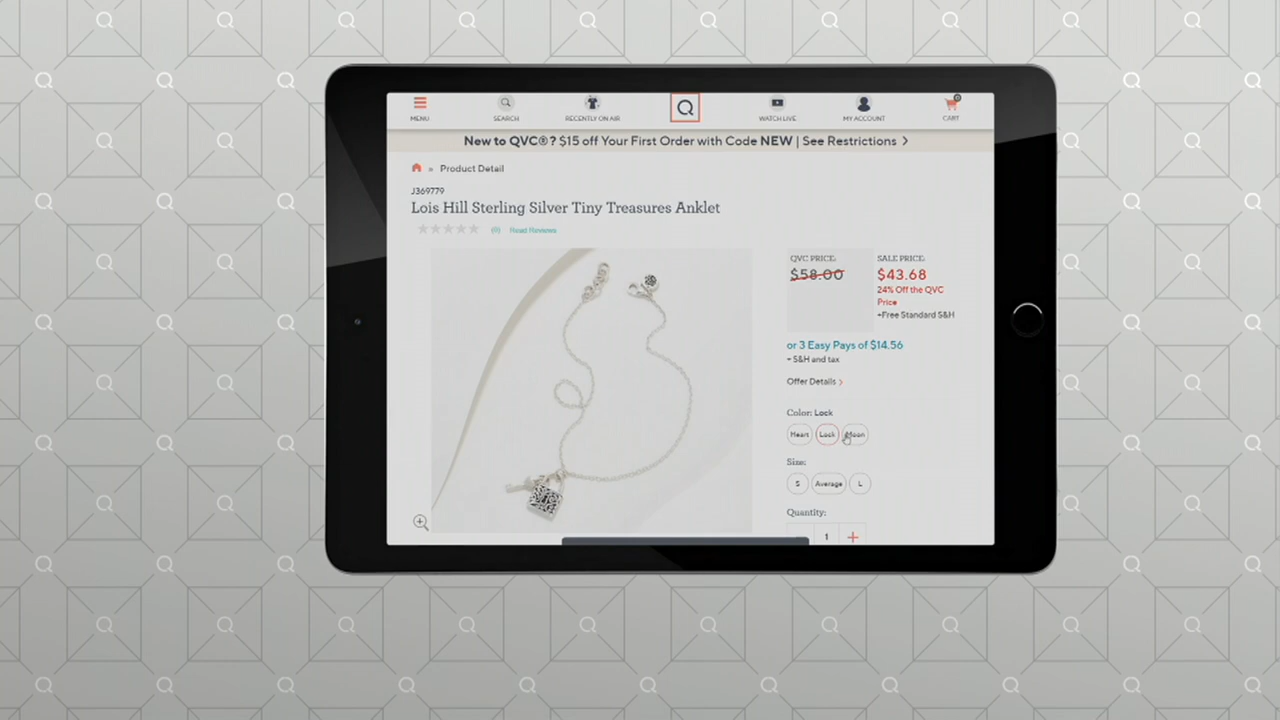 MENU
SEARCH
RECENTLY ON AIR
Q
WATCH LIVE
MY ACCOUNT
0
CART
New to QVC®? $15 off Your First Order with Code NEW | See Restrictions >
» Product Detail
J369779
Lois Hill Sterling Silver Tiny Treasures Anklet
(0) Read Reviews
QVC PRICE:
$58.00
SALE PRICE:
$43.68
24% Off the QVC
Price
+Free Standard S&H
or 3 Easy Pays of $14.56
+ S&H and tax
Offer Details >
Color: Lock
Heart Lock Moon
Size:
S Average L
Quantity:
1 +